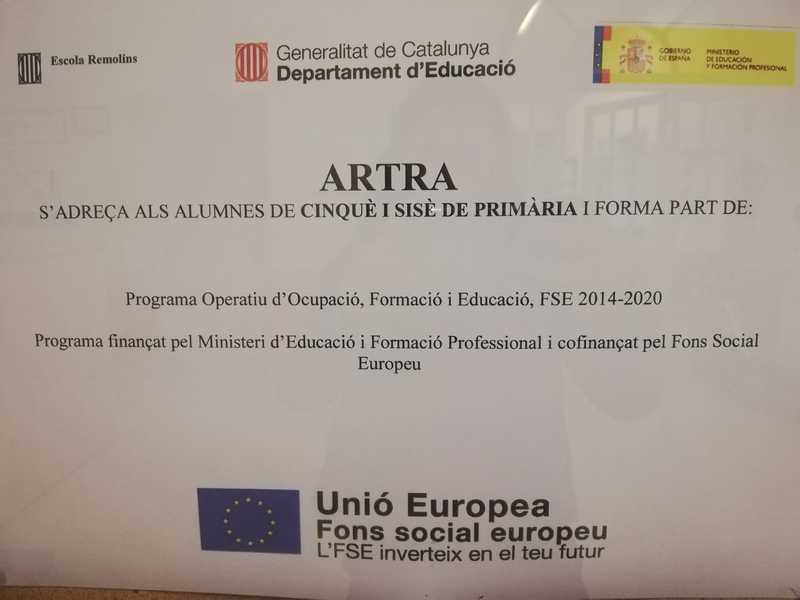 Escola Remolins
Generalitat de Catalunya
Departament d'Educació
GOBIERNO
DE ESPAÑA
MINISTERIO
DE EDUCACIÓN
Y FORMACIÓN PROFESIONAL
ARTRA
S'ADREÇA ALS ALUMNES DE CINQUÈ I SISÈ DE PRIMÀRIA I FORMA PART DE:
Programa Operatiu d'Ocupació, Formació i Educació, FSE 2014-2020
Programa finançat pel Ministeri d'Educació i Formació Professional i cofinançat pel Fons Social
Europeu
Unió Europea
Fons social europeu
L'FSE inverteix en el teu futur